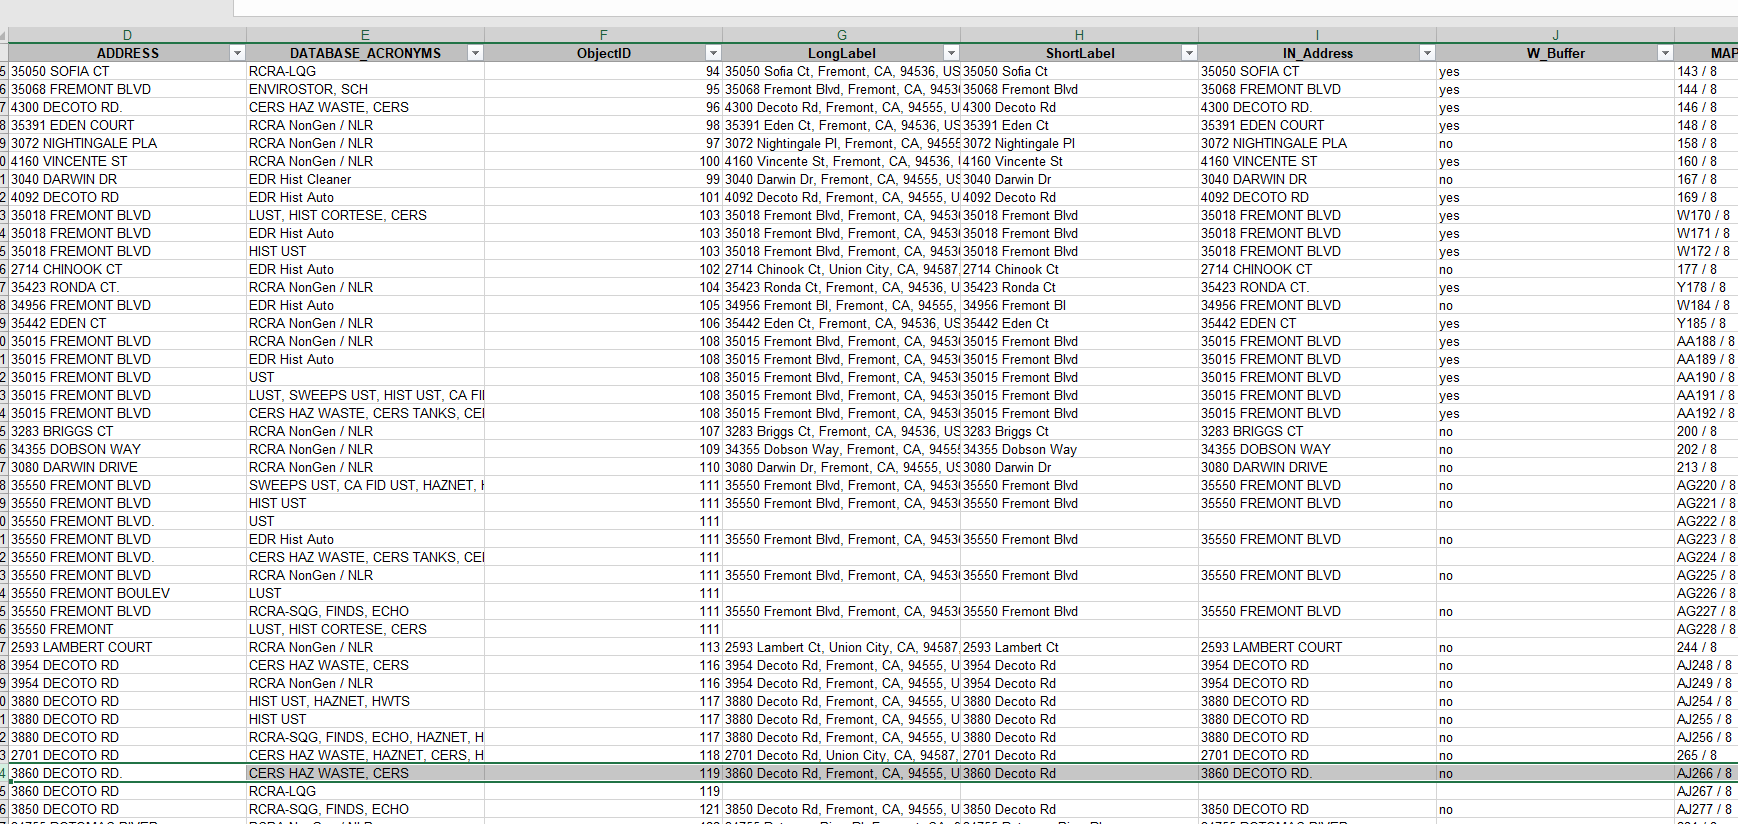 D E F G H I J
ADDRESS DATABASE_ACRONYMS ObjectID LongLabel ShortLabel IN_Address W_Buffer MAP
5 35050 SOFIA CT RCRA-LQG 94 35050 Sofia Ct, Fremont, CA, 94536, US 35050 Sofia Ct 35050 SOFIA CT yes 143 / 8
6 35068 FREMONT BLVD ENVIROSTOR, SCH 95 35068 Fremont Blvd, Fremont, CA, 9453 35068 Fremont Blvd 35068 FREMONT BLVD yes 144 / 8
7 4300 DECOTO RD. CERS HAZ WASTE, CERS 96 4300 Decoto Rd, Fremont, CA, 94555, U 4300 Decoto Rd 4300 DECOTO RD. yes 146 / 8
8 35391 EDEN COURT RCRA NonGen / NLR 98 35391 Eden Ct, Fremont, CA, 94536, US 35391 Eden Ct 35391 EDEN COURT yes 148 / 8
9 3072 NIGHTINGALE PLA RCRA NonGen / NLR 97 3072 Nightingale Pl, Fremont, CA, 94555 3072 Nightingale Pl 3072 NIGHTINGALE PLA no 158 / 8
0 4160 VINCENTE ST RCRA NonGen / NLR 100 4160 Vincente St, Fremont, CA, 94536, 4160 Vincente St 4160 VINCENTE ST yes 160 / 8
1 3040 DARWIN DR EDR Hist Cleaner 99 3040 Darwin Dr, Fremont, CA, 94555, US 3040 Darwin Dr 3040 DARWIN DR no 167 / 8
2 4092 DECOTO RD EDR Hist Auto 101 4092 Decoto Rd, Fremont, CA, 94555, U 4092 Decoto Rd 4092 DECOTO RD yes 169 / 8
3 35018 FREMONT BLVD LUST, HIST CORTESE, CERS 103 35018 Fremont Blvd, Fremont, CA, 9453 35018 Fremont Blvd 35018 FREMONT BLVD yes W170 / 8
4 35018 FREMONT BLVD EDR Hist Auto 103 35018 Fremont Blvd, Fremont, CA, 9453 35018 Fremont Blvd 35018 FREMONT BLVD yes W171 / 8
5 35018 FREMONT BLVD HIST UST 103 35018 Fremont Blvd, Fremont, CA, 9453 35018 Fremont Blvd 35018 FREMONT BLVD yes W172 / 8
6 2714 CHINOOK CT EDR Hist Auto 102 2714 Chinook Ct, Union City, CA, 94587, 2714 Chinook Ct 2714 CHINOOK CT no 177 / 8
7 35423 RONDA CT. RCRA NonGen / NLR 104 35423 Ronda Ct, Fremont, CA, 94536, U 35423 Ronda Ct 35423 RONDA CT. yes Y178 / 8
8 34956 FREMONT BLVD EDR Hist Auto 105 34956 Fremont Bl, Fremont, CA, 94555, 34956 Fremont Bl 34956 FREMONT BLVD no W184 / 8
9 35442 EDEN CT RCRA NonGen / NLR 106 35442 Eden Ct, Fremont, CA, 94536, US 35442 Eden Ct 35442 EDEN CT yes Y185 / 8
0 35015 FREMONT BLVD RCRA NonGen / NLR 108 35015 Fremont Blvd, Fremont, CA, 9453 35015 Fremont Blvd 35015 FREMONT BLVD yes AA188 / 8
1 35015 FREMONT BLVD EDR Hist Auto 108 35015 Fremont Blvd, Fremont, CA, 9453 35015 Fremont Blvd 35015 FREMONT BLVD yes AA189 / 8
2 35015 FREMONT BLVD UST 108 35015 Fremont Blvd, Fremont, CA, 9453 35015 Fremont Blvd 35015 FREMONT BLVD yes AA190 / 8
3 35015 FREMONT BLVD LUST, SWEEPS UST, HIST UST, CA FI 108 35015 Fremont Blvd, Fremont, CA, 9453 35015 Fremont Blvd 35015 FREMONT BLVD yes AA191 / 8
4 35015 FREMONT BLVD CERS HAZ WASTE, CERS TANKS, CE 108 35015 Fremont Blvd, Fremont, CA, 9453 35015 Fremont Blvd 35015 FREMONT BLVD yes AA192 / 8
5 3283 BRIGGS CT RCRA NonGen / NLR 107 3283 Briggs Ct, Fremont, CA, 94536, US 3283 Briggs Ct 3283 BRIGGS CT no 200 / 8
6 34355 DOBSON WAY RCRA NonGen / NLR 109 34355 Dobson Way, Fremont, CA, 9455 34355 Dobson Way 34355 DOBSON WAY no 202 / 8
7 3080 DARWIN DRIVE RCRA NonGen / NLR 110 3080 Darwin Dr, Fremont, CA, 94555, US 3080 Darwin Dr 3080 DARWIN DRIVE no 213 / 8
8 35550 FREMONT BLVD SWEEPS UST, CA FID UST, HAZNET, 111 35550 Fremont Blvd, Fremont, CA, 9453 35550 Fremont Blvd 35550 FREMONT BLVD no AG220 / 8
9 35550 FREMONT BLVD HIST UST 111 35550 Fremont Blvd, Fremont, CA, 9453 35550 Fremont Blvd 35550 FREMONT BLVD no AG221 / 8
0 35550 FREMONT BLVD. UST 111 AG222 / 8
1 35550 FREMONT BLVD EDR Hist Auto 111 35550 Fremont Blvd, Fremont, CA, 9453 35550 Fremont Blvd 35550 FREMONT BLVD no AG223 / 8
2 35550 FREMONT BLVD. CERS HAZ WASTE, CERS TANKS, CE 111 AG224 / 8
3 35550 FREMONT BLVD RCRA NonGen / NLR 111 35550 Fremont Blvd, Fremont, CA, 9453 35550 Fremont Blvd 35550 FREMONT BLVD no AG225 / 8
4 35550 FREMONT BOULEV LUST 111 AG226 / 8
5 35550 FREMONT BLVD RCRA-SQG, FINDS, ECHO 111 35550 Fremont Blvd, Fremont, CA, 9453 35550 Fremont Blvd 35550 FREMONT BLVD no AG227 / 8
6 35550 FREMONT LUST, HIST CORTESE, CERS 111 AG228 / 8
7 2593 LAMBERT COURT RCRA NonGen / NLR 113 2593 Lambert Ct, Union City, CA, 94587, 2593 Lambert Ct 2593 LAMBERT COURT no 244 / 8
8 3954 DECOTO RD CERS HAZ WASTE, CERS 116 3954 Decoto Rd, Fremont, CA, 94555, U 3954 Decoto Rd 3954 DECOTO RD no AJ248 / 8
9 3954 DECOTO RD RCRA NonGen / NLR 116 3954 Decoto Rd, Fremont, CA, 94555, U 3954 Decoto Rd 3954 DECOTO RD no AJ249 / 8
0 3880 DECOTO RD HIST UST, HAZNET, HWTS 117 3880 Decoto Rd, Fremont, CA, 94555, U 3880 Decoto Rd 3880 DECOTO RD no AJ254 / 8
1 3880 DECOTO RD HIST UST 117 3880 Decoto Rd, Fremont, CA, 94555, U 3880 Decoto Rd 3880 DECOTO RD no AJ255 / 8
2 3880 DECOTO RD RCRA-SQG, FINDS, ECHO, HAZNET, H 117 3880 Decoto Rd, Fremont, CA, 94555, U 3880 Decoto Rd 3880 DECOTO RD no AJ256 / 8
3 2701 DECOTO RD CERS HAZ WASTE, HAZNET, CERS, H 118 2701 Decoto Rd, Union City, CA, 94587, 2701 Decoto Rd 2701 DECOTO RD no 265 / 8
4 3860 DECOTO RD. CERS HAZ WASTE, CERS 119 3860 Decoto Rd, Fremont, CA, 94555, U 3860 Decoto Rd 3860 DECOTO RD. no AJ266 / 8
5 3860 DECOTO RD RCRA-LQG 119 AJ267 / 8
6 3850 DECOTO RD RCRA-SQG, FINDS, ECHO 121 3850 Decoto Rd, Fremont, CA, 94555, U 3850 Decoto Rd 3850 DECOTO RD no AJ277 / 8